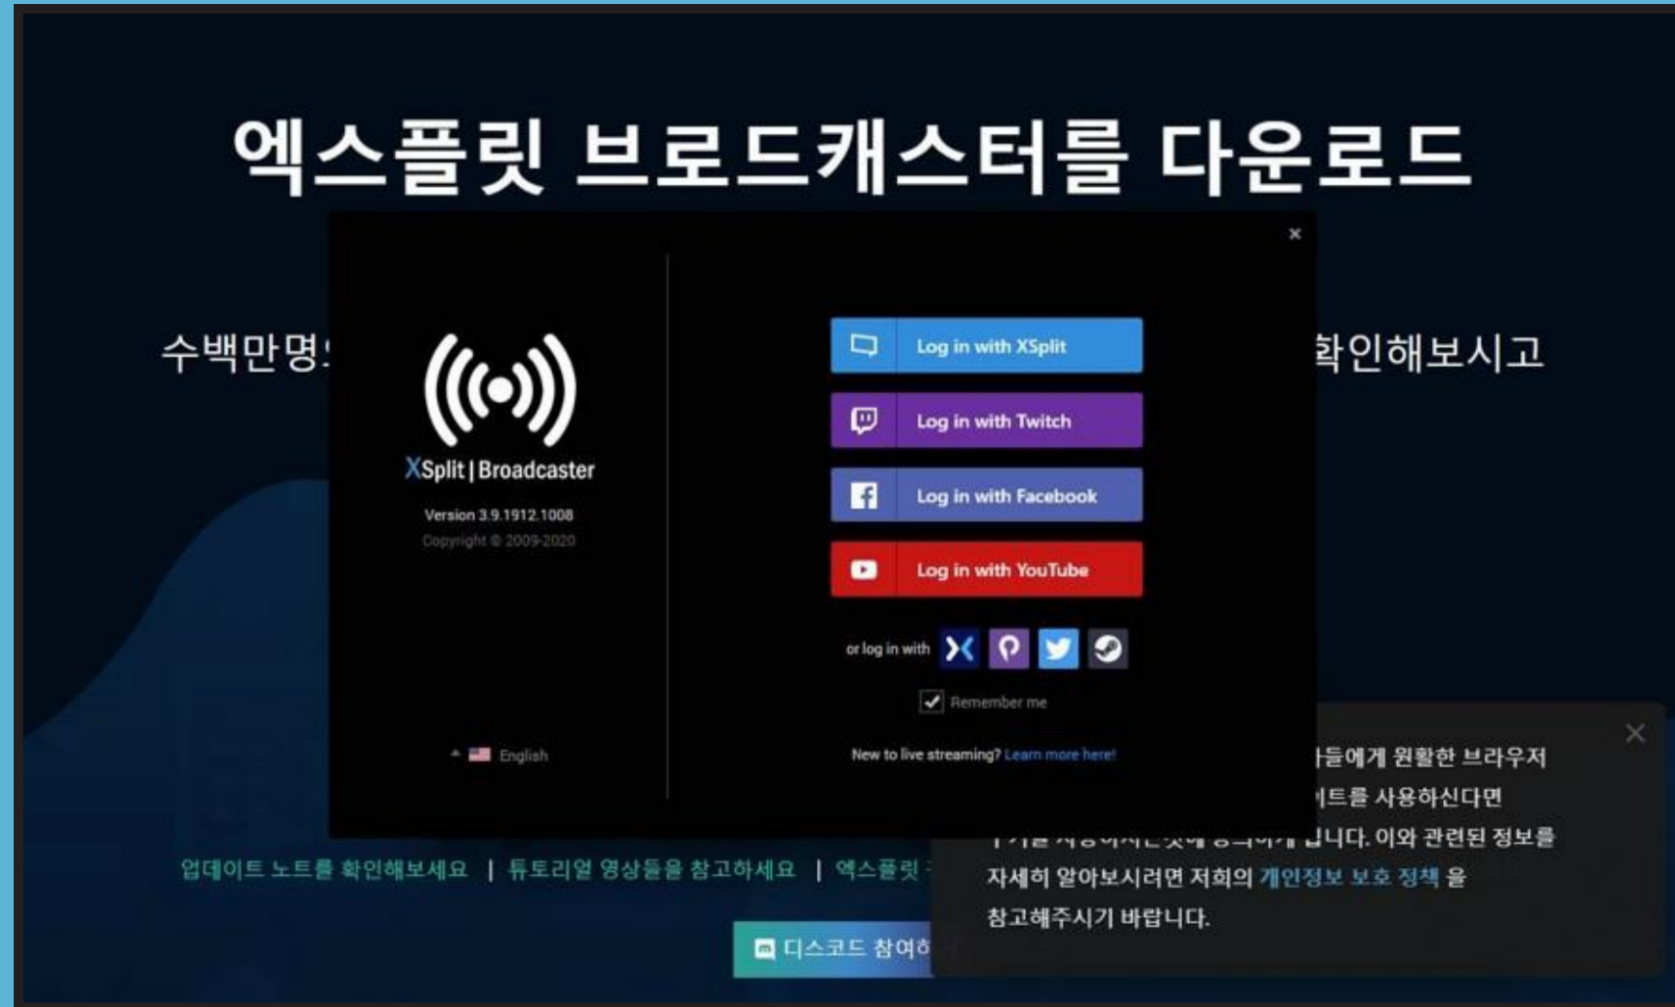 엑스플릿 브로드캐스터를 다운로드
수백만명
확인해보시고
XSplit | Broadcaster
Version 3.9.1912.1008
Copyright © 2009-2020
English
Log in with XSplit
Log in with Twitch
Log in with Facebook
Log in with YouTube
or log in with
Remember me
New to live streaming? Learn more here!
들에게 원활한 브라우저
이트를 사용하신다면
됩니다. 이와 관련된 정보를
자세히 알아보시려면 저희의 개인정보 보호 정책 을
참고해주시기 바랍니다.
업데이트 노트를 확인해보세요 | 튜토리얼 영상들을 참고하세요 | 엑스플릿
디스코드 참여하